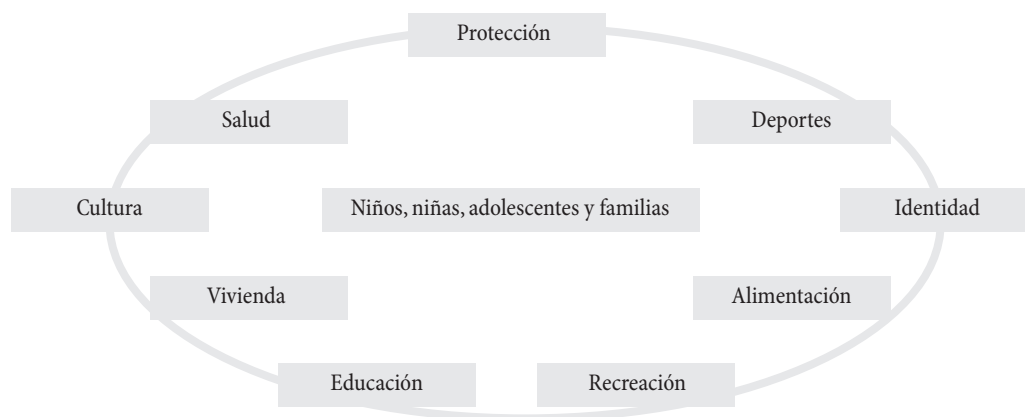 Protección
Salud
Deportes
Cultura
Niños, niñas, adolescentes y familias
Identidad
Vivienda
Alimentación
Educación
Recreación